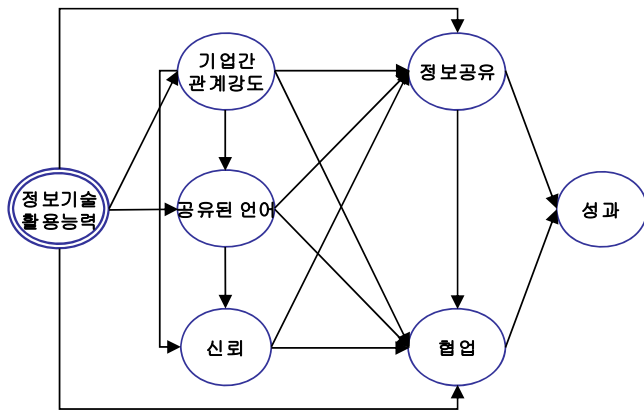 기업간
관계강도
정보공유
정보기술
활용능력
공유된 언어
성과
신뢰
협업